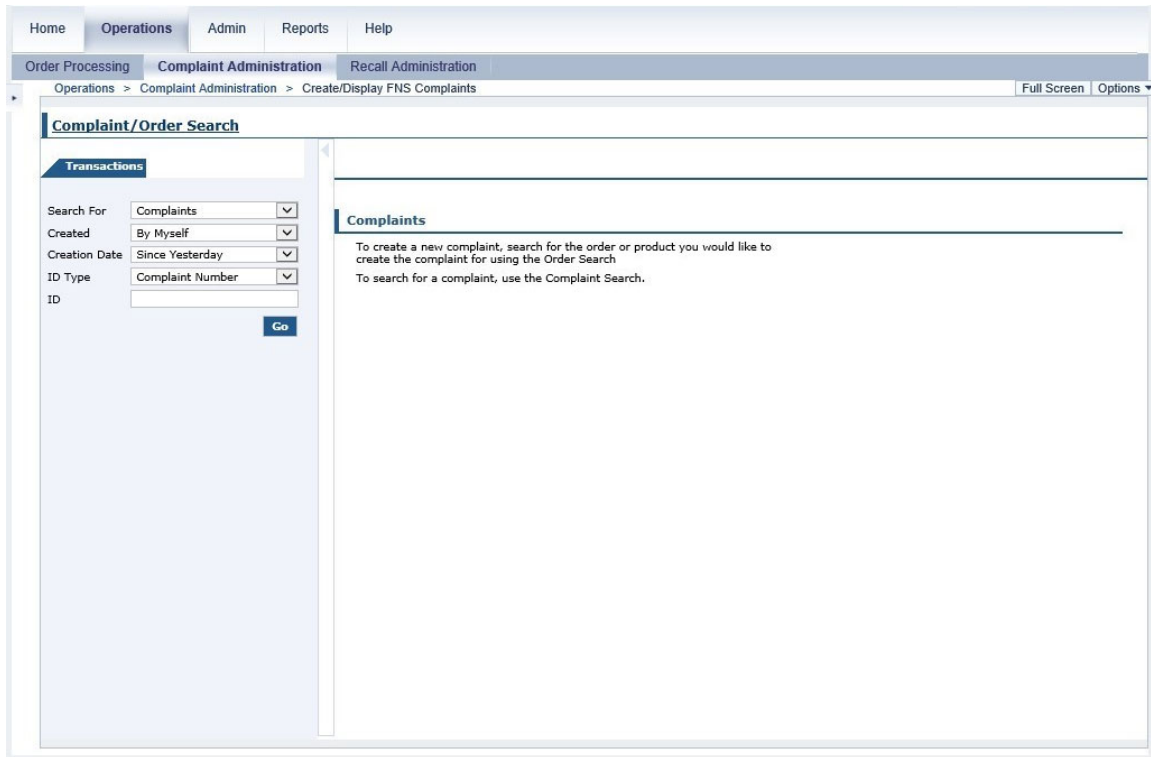 Home Operations Admin Reports Help
Order Processing Complaint Administration Recall Administration
Operations > Complaint Administration > Create/Display FNS Complaints Full Screen Options
Complaint/Order Search
Transactions
Search For Complaints
Created By Myself
Creation Date Since Yesterday
ID Type Complaint Number
ID
Go
Complaints
To create a new complaint, search for the order or product you would like to
create the complaint for using the Order Search
To search for a complaint, use the Complaint Search.